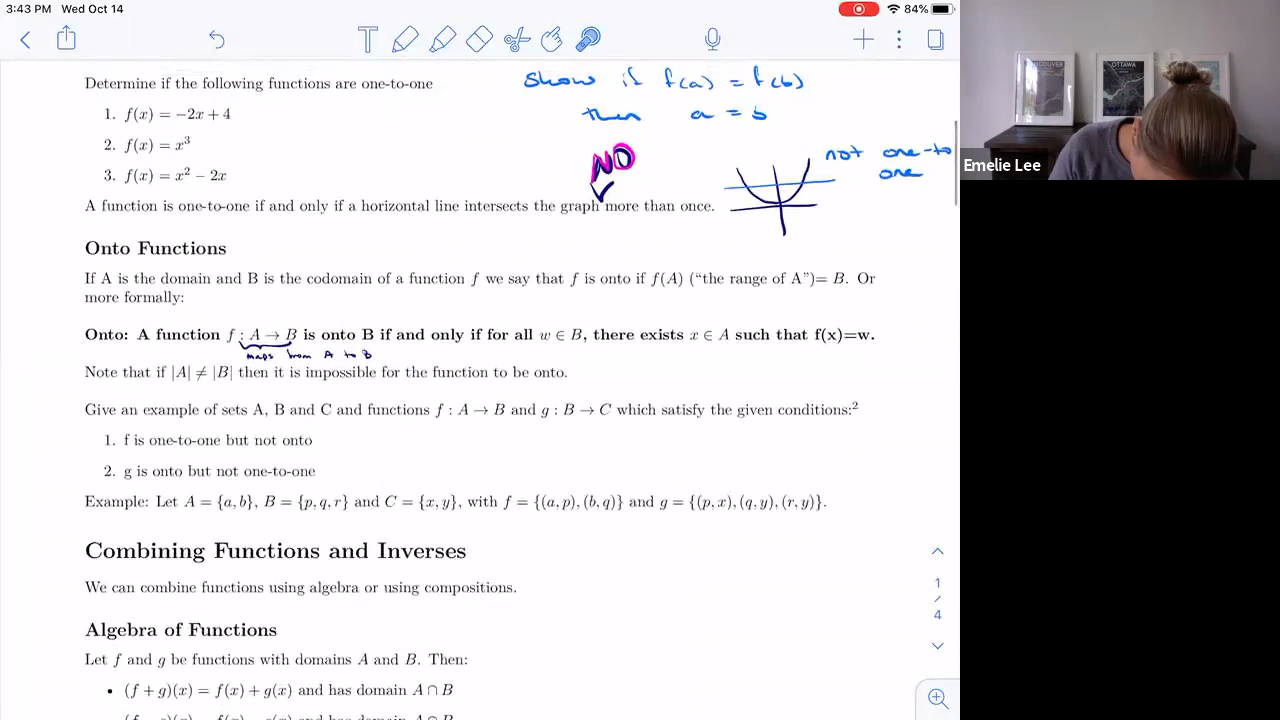 3:43 PM Wed Oct 14
84%
Determine if the following functions are one-to-one
1. f(x) = −2x + 4
2. f(x) = x³
3. f(x) = x² − 2x
show if f(a) = f(b)
then a = b
NO
not one-to
one
A function is one-to-one if and only if a horizontal line intersects the graph more than once.
Onto Functions
If A is the domain and B is the codomain of a function f we say that f is onto if f(A) (“the range of A”)= B. Or
more formally:
Onto: A function f : A → B is onto B if and only if for all w ∈ B, there exists x ∈ A such that f(x)=w.
maps from A to B
Note that if |A| ≠ |B| then it is impossible for the function to be onto.
Give an example of sets A, B and C and functions f : A → B and g : B → C which satisfy the given conditions:²
1. f is one-to-one but not onto
2. g is onto but not one-to-one
Example: Let A = {a, b}, B = {p, q, r} and C = {x, y}, with f = {(a, p), (b, q)} and g = {(p, x), (q, y), (r, y)}.
Combining Functions and Inverses
We can combine functions using algebra or using compositions.
Algebra of Functions
Let f and g be functions with domains A and B. Then:
• (f + g)(x) = f(x) + g(x) and has domain A ∩ B
1
/
4
VANCOUVER
OTTAWA
Emelie Lee